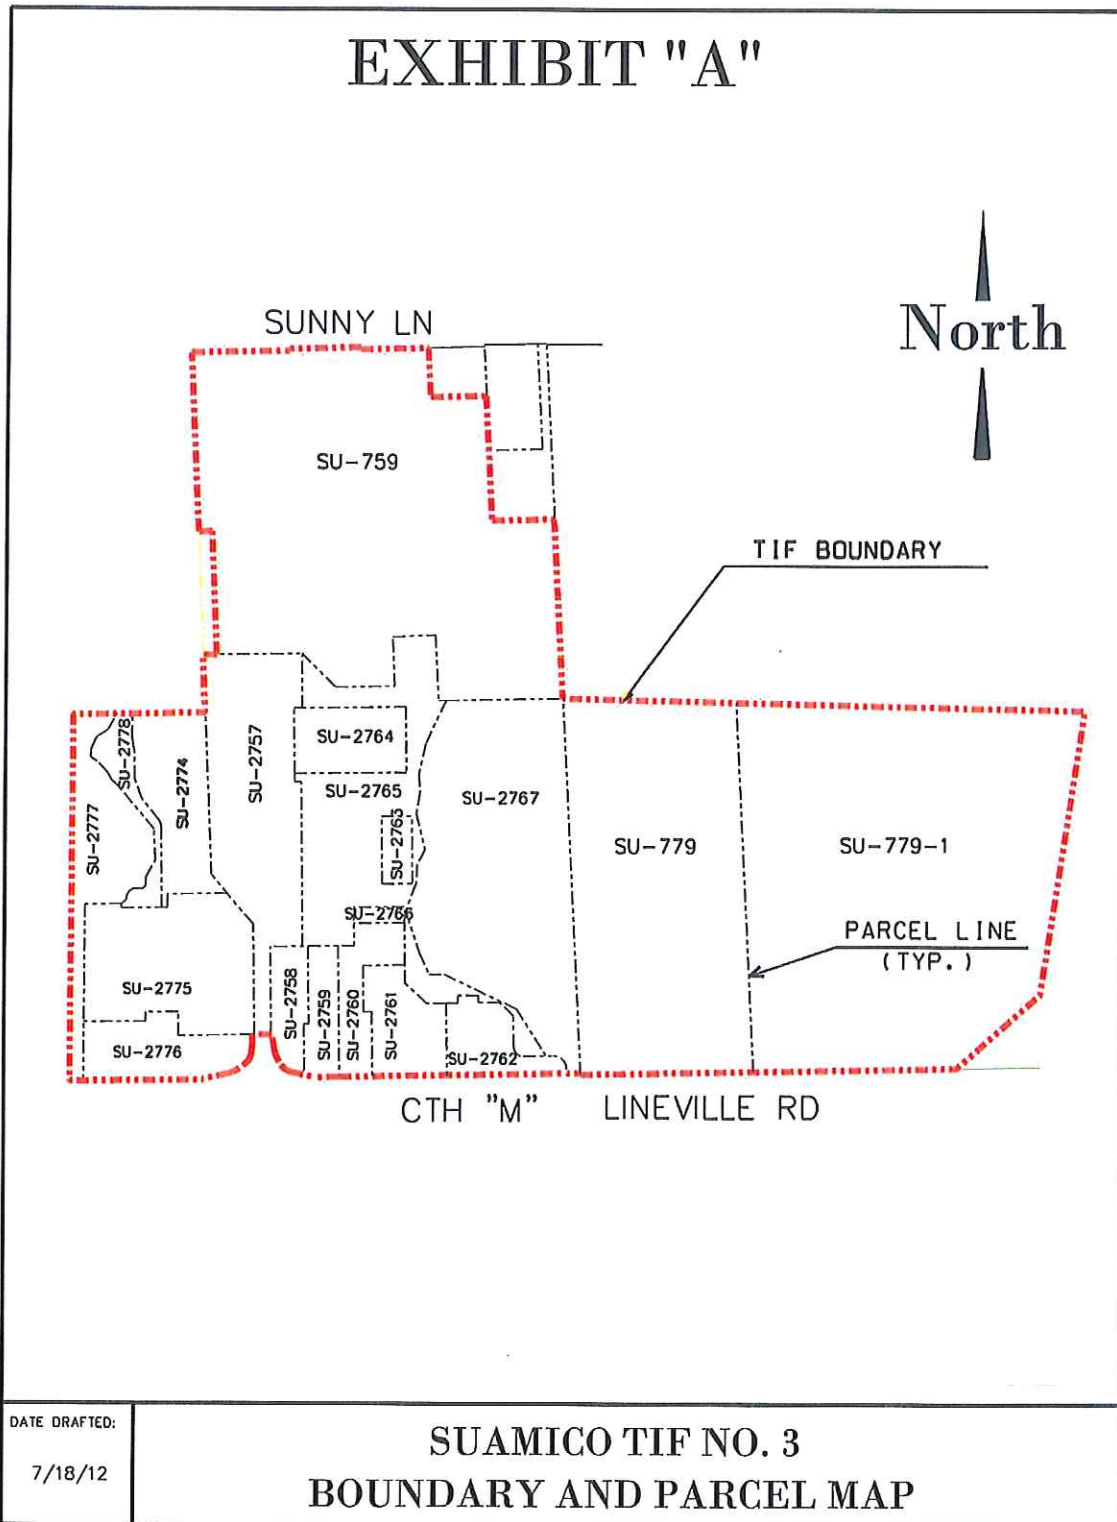 EXHIBIT "A"
North
SUNNY LN
SU-759
TIF BOUNDARY
SU-2778
SU-2774
SU-2757
SU-2764
SU-2765
SU-2767
SU-2777
SU-2763
SU-779
SU-779-1
SU-2766
PARCEL LINE
(TYP.)
SU-2775
SU-2758
SU-2759
SU-2760
SU-2761
SU-2776
SU-2762
CTH "M" LINEVILLE RD
DATE DRAFTED:
7/18/12
SUAMICO TIF NO. 3
BOUNDARY AND PARCEL MAP